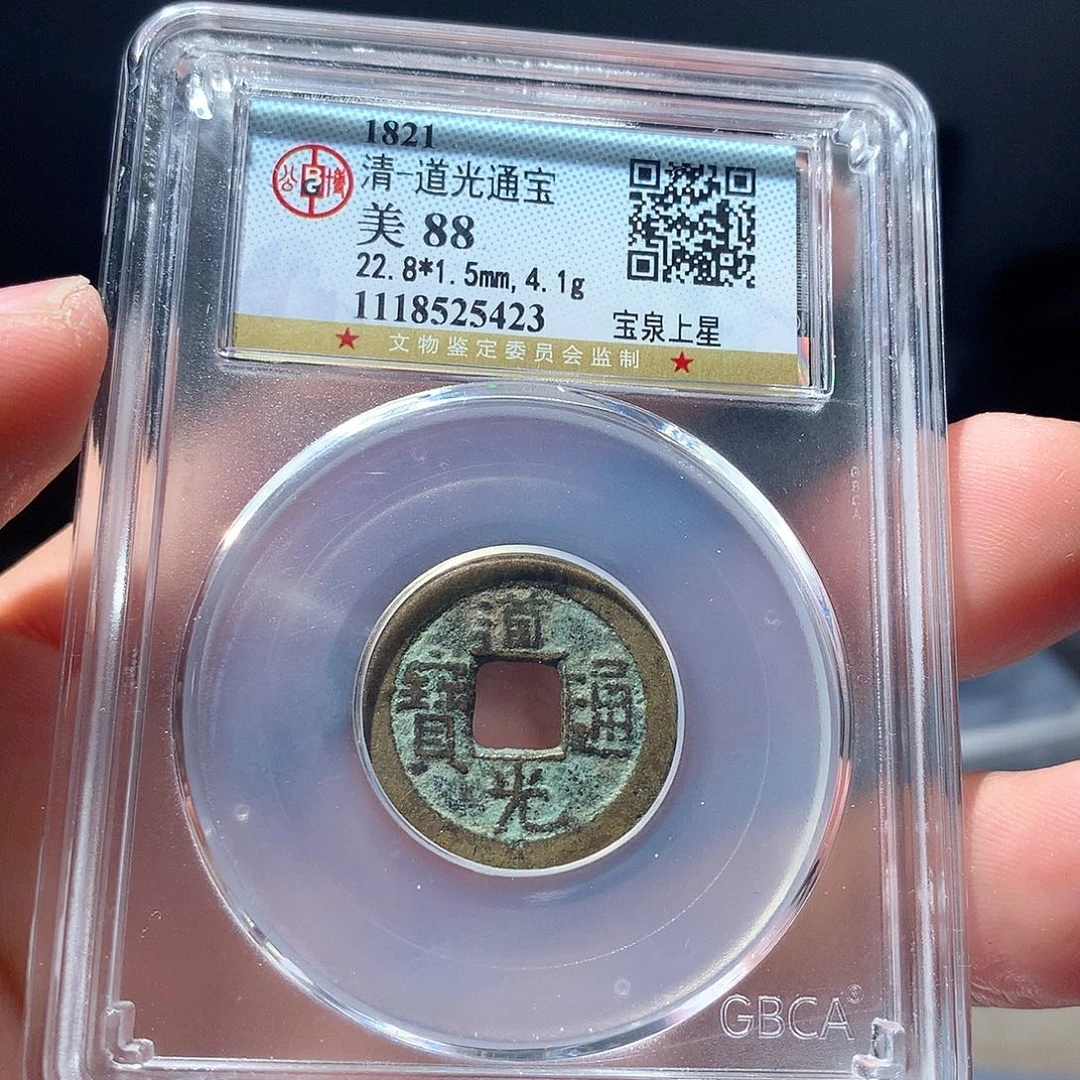 1821
清-道光通宝
美 88
22.8*1.5mm, 4.1g
1118525423
宝泉上星
★ 文物鉴定委员会监制 ★
道
寶 通
光
GBCA
GBCA®